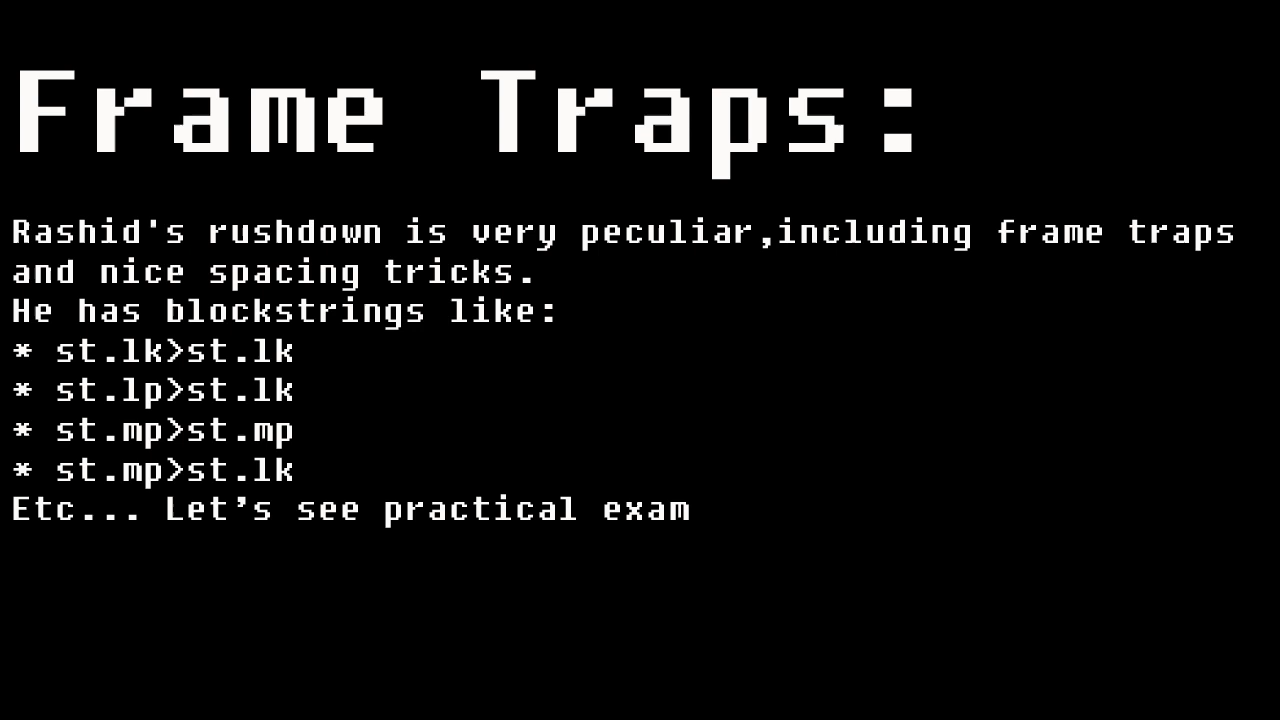 Frame Traps:
Rashid's rushdown is very peculiar,including frame traps
and nice spacing tricks.
He has blockstrings like:
* st.lk>st.lk
* st.lp>st.lk
* st.mp>st.mp
* st.mp>st.lk
Etc... Let’s see practical exam